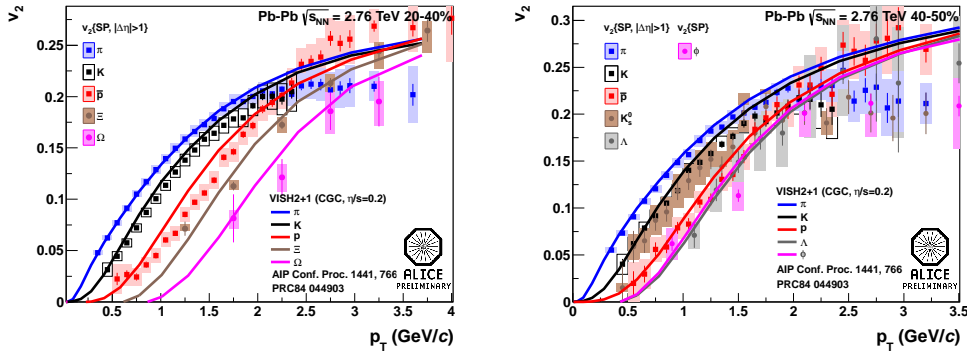 v₂
Pb-Pb √sNN = 2.76 TeV 20-40%
v₂{SP, |Δη|>1}
π
K
p̅
Ξ
Ω
0.25
0.2
0.15
0.1
0.05
0
VISH2+1 (CGC, η/s=0.2)
π
K
p
Ξ
Ω
AIP Conf. Proc. 1441, 766
PRC84 044903
ALICE
PRELIMINARY
0.5 1 1.5 2 2.5 3 3.5 4
pT (GeV/c)
v₂
Pb-Pb √sNN = 2.76 TeV 40-50%
v₂{SP, |Δη|>1} v₂{SP}
π φ
K
p̅
K⁰s
Λ
0.3
0.25
0.2
0.15
0.1
0.05
0
VISH2+1 (CGC, η/s=0.2)
π
K
p
Λ
φ
AIP Conf. Proc. 1441, 766
PRC84 044903
ALICE
PRELIMINARY
0 0.5 1 1.5 2 2.5 3 3.5
pT (GeV/c)